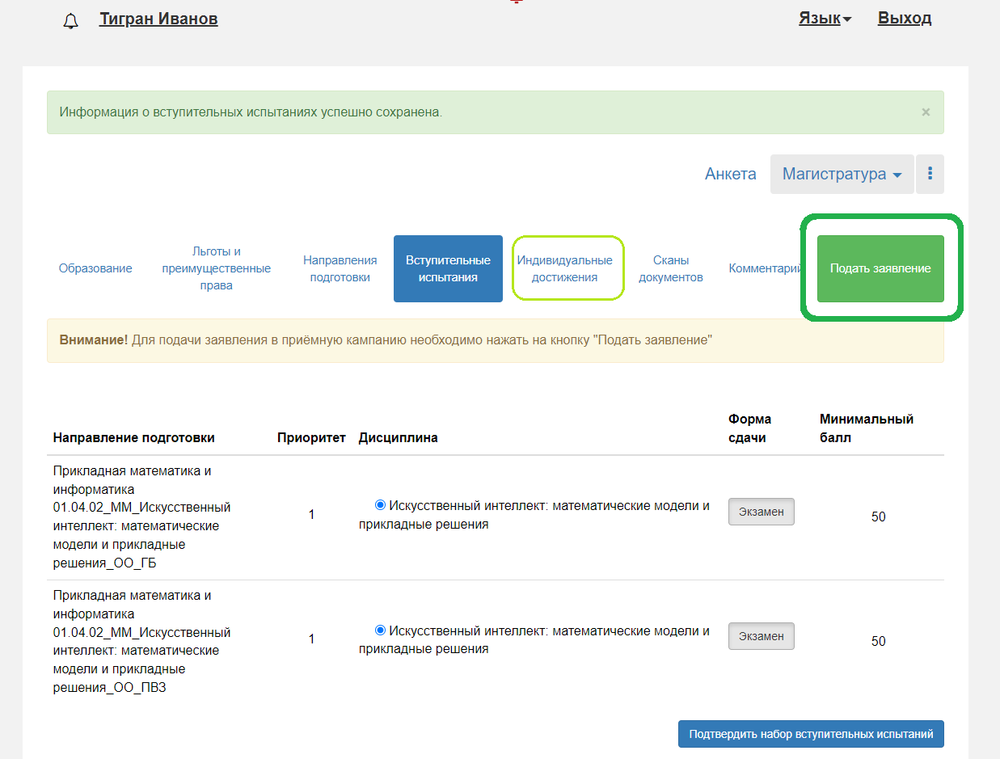 Тигран Иванов Язык Выход
Информация о вступительных испытаниях успешно сохранена. ×
Анкета Магистратура
Образование
Льготы и
преимущественные
права
Направления
подготовки
Вступительные
испытания
Индивидуальные
достижения
Сканы
документов
Комментарий
Подать заявление
Внимание! Для подачи заявления в приёмную кампанию необходимо нажать на кнопку "Подать заявление"
Направление подготовки
Приоритет
Дисциплина
Форма
сдачи
Минимальный
балл
Прикладная математика и
информатика
01.04.02_ММ_Искусственный
интеллект: математические
модели и прикладные
решения_ОО_ГБ
1
Искусственный интеллект: математические модели и
прикладные решения
Экзамен
50
Прикладная математика и
информатика
01.04.02_ММ_Искусственный
интеллект: математические
модели и прикладные
решения_ОО_ПВЗ
1
Искусственный интеллект: математические модели и
прикладные решения
Экзамен
50
Подтвердить набор вступительных испытаний